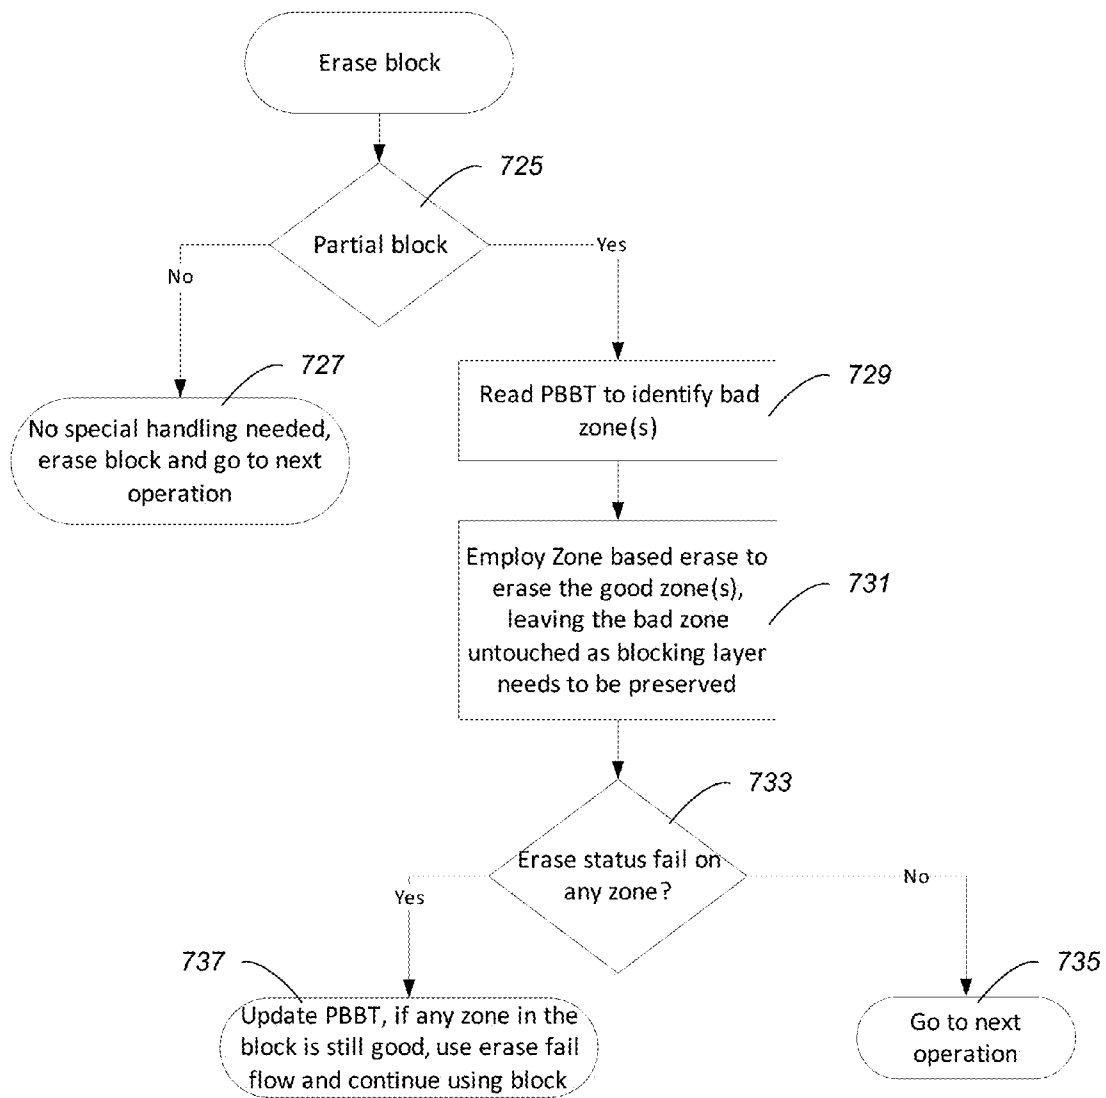 Erase block
725
Partial block
Yes
No
727
729
Read PBBT to identify bad
zone(s)
No special handling needed,
erase block and go to next
operation
Employ Zone based erase to
erase the good zone(s),
leaving the bad zone
untouched as blocking layer
needs to be preserved
731
733
Erase status fail on
any zone?
Yes
No
737
735
Update PBBT, if any zone in the
block is still good, use erase fail
flow and continue using block
Go to next
operation